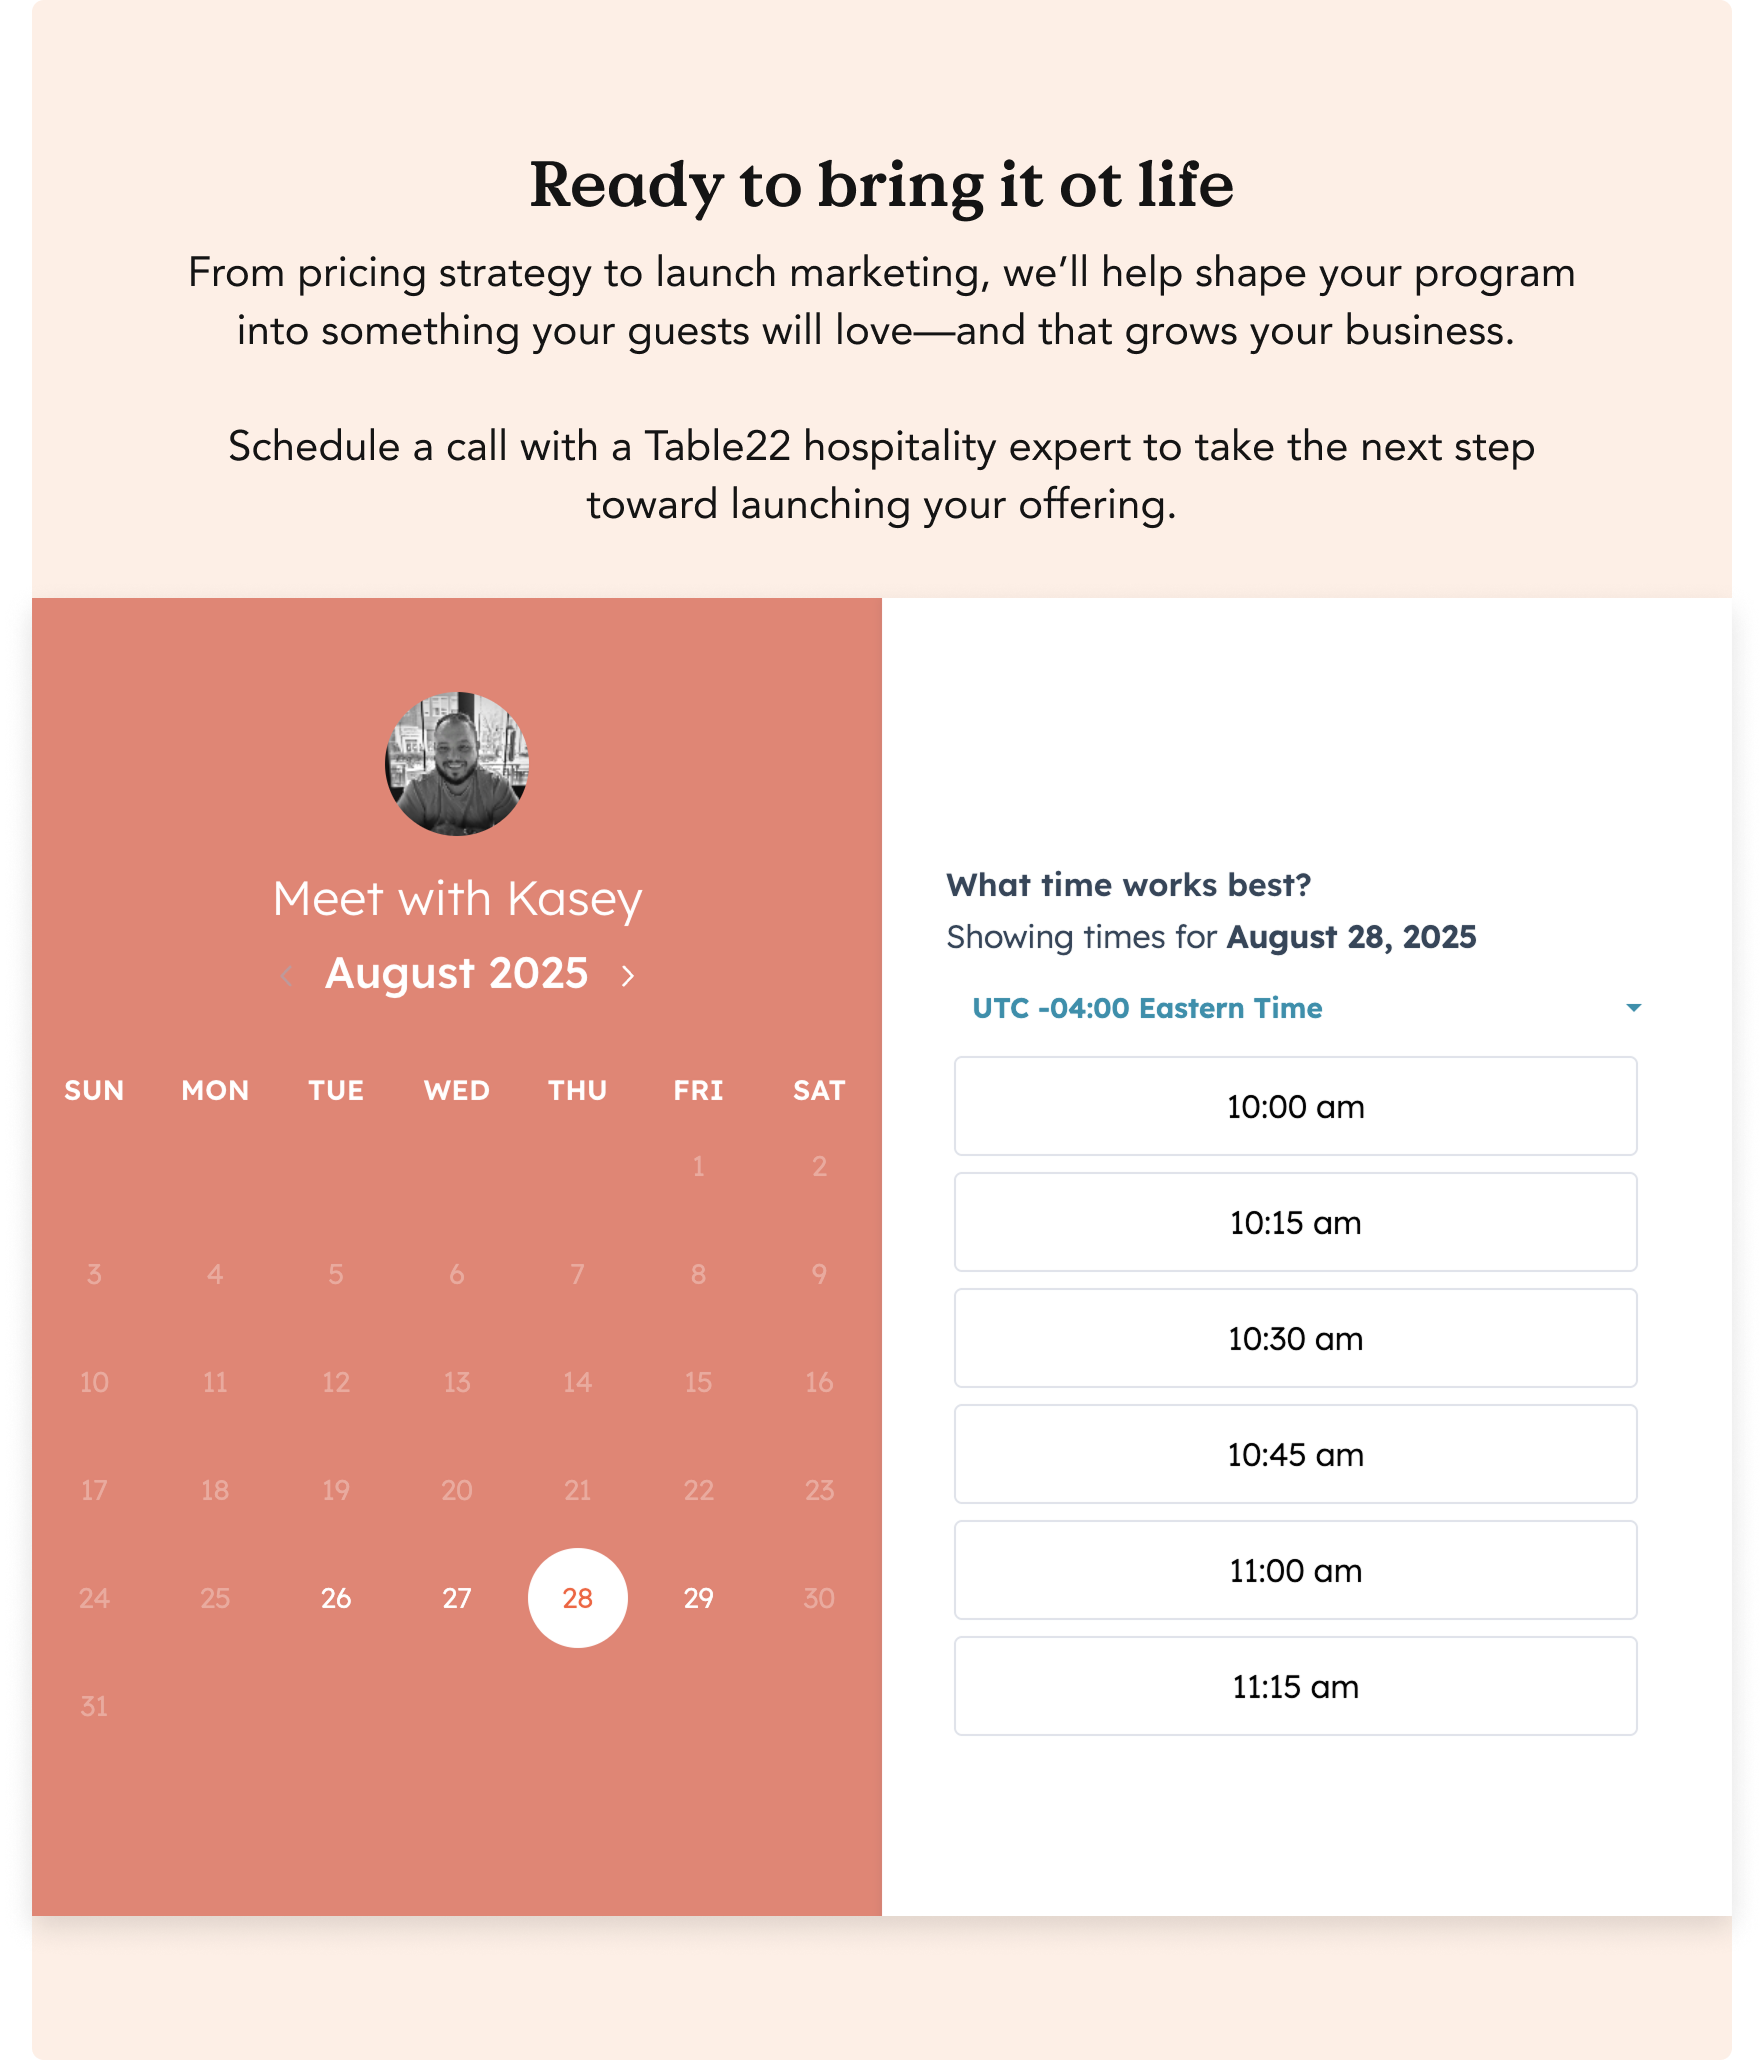 Ready to bring it ot life
From pricing strategy to launch marketing, we’ll help shape your program
into something your guests will love—and that grows your business.
Schedule a call with a Table22 hospitality expert to take the next step
toward launching your offering.
Meet with Kasey
August 2025
SUN MON TUE WED THU FRI SAT
1 2
3 4 5 6 7 8 9
10 11 12 13 14 15 16
17 18 19 20 21 22 23
24 25 26 27 28 29 30
31
What time works best?
Showing times for August 28, 2025
UTC -04:00 Eastern Time
10:00 am
10:15 am
10:30 am
10:45 am
11:00 am
11:15 am